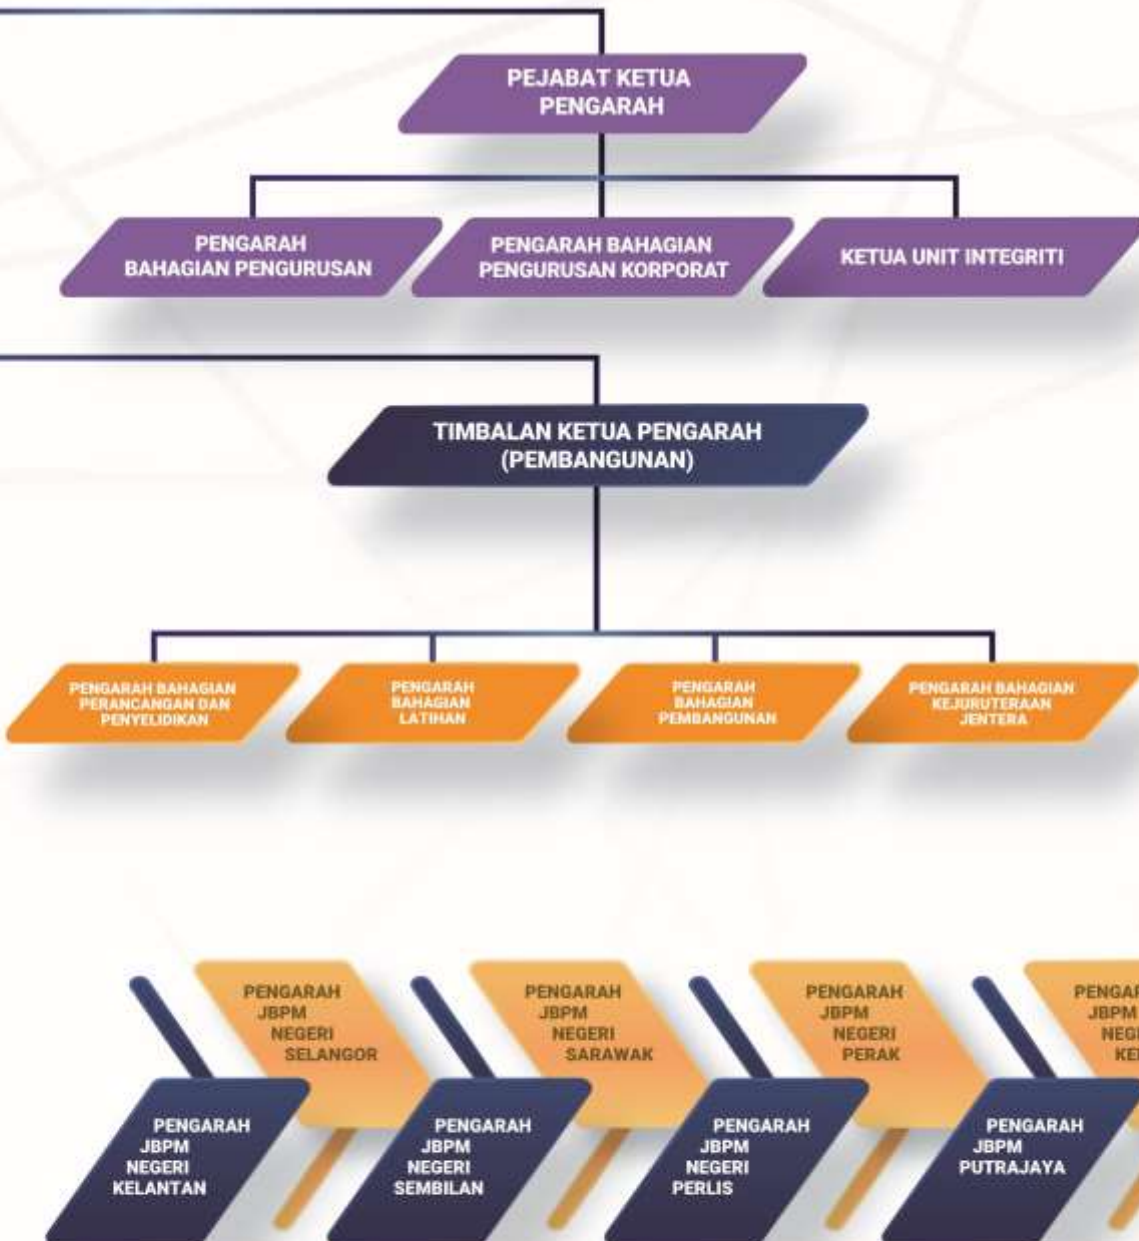 PEJABAT KETUA
PENGARAH
PENGARAH
BAHAGIAN PENGURUSAN
PENGARAH BAHAGIAN
PENGURUSAN KORPORAT
KETUA UNIT INTEGRITI
TIMBALAN KETUA PENGARAH
(PEMBANGUNAN)
PENGARAH BAHAGIAN
PERANCANGAN DAN
PENYELIDIKAN
PENGARAH
BAHAGIAN
LATIHAN
PENGARAH
BAHAGIAN
PEMBANGUNAN
PENGARAH BAHAGIAN
KEJURUTERAAN
JENTERA
PENGARAH
JBPM
NEGERI
SELANGOR
PENGARAH
JBPM
NEGERI
SARAWAK
PENGARAH
JBPM
NEGERI
PERAK
JBPM
PENGARAH
JBPM
NEGERI
KELANTAN
PENGARAH
JBPM
NEGERI
SEMBILAN
PENGARAH
JBPM
NEGERI
PERLIS
PENGARAH
JBPM
PUTRAJAYA